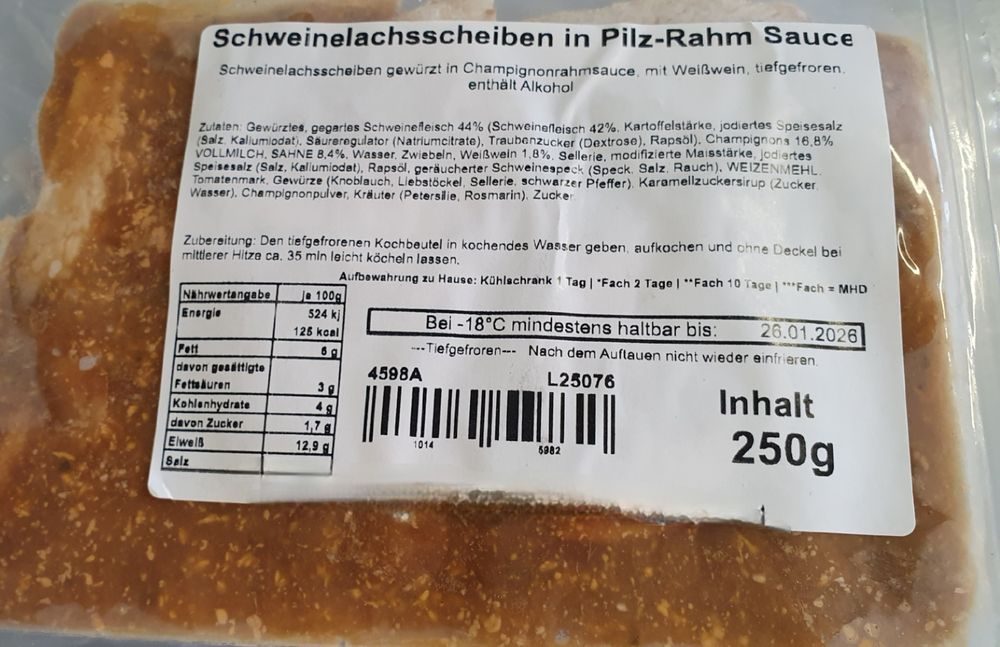 Schweinelachsscheiben in Pilz-Rahm Sauce
Schweinelachsscheiben gewürzt in Champignonrahmsauce, mit Weißwein, tiefgefroren.
enthält Alkohol
Zutaten: Gewürztes, gegartes Schweinefleisch 44% (Schweinefleisch 42%, Kartoffelstärke, jodiertes Speisesalz
(Salz, Kaliumiodat), Säureregulator (Natriumcitrate), Traubenzucker (Dextrose), Rapsöl), Champignons 16,8%
VOLLMILCH, SAHNE 8,4%, Wasser, Zwiebeln, Weißwein 1,8%, Sellerie, modifizierte Maisstärke, jodiertes
Speisesalz (Salz, Kaliumiodat), Rapsöl, geräucherter Schweinespeck (Speck, Salz, Rauch), WEIZENMEHL,
Tomatenmark, Gewürze (Knoblauch, Liebstöckel, Sellerie, schwarzer Pfeffer), Karamellzuckersirup (Zucker,
Wasser), Champignonpulver, Kräuter (Petersilie, Rosmarin), Zucker
Zubereitung: Den tiefgefrorenen Kochbeutel in kochendes Wasser geben, aufkochen und ohne Deckel bei
mittlerer Hitze ca. 35 min leicht köcheln lassen.
Aufbewahrung zu Hause: Kühlschrank 1 Tag | *Fach 2 Tage | **Fach 10 Tage | ***Fach = MHD
Nährwertangabe je 100g
Energie 524 kj
125 kcal
Fett 6 g
davon gesättigte
Fettsäuren 3 g
Kohlenhydrate 4 g
davon Zucker 1,7 g
Eiweiß 12,9 g
Salz
Bei -18°C mindestens haltbar bis: 26.01.2026
---Tiefgefroren--- Nach dem Auftauen nicht wieder einfrieren.
4598A L25076
1014 5982
Inhalt
250g